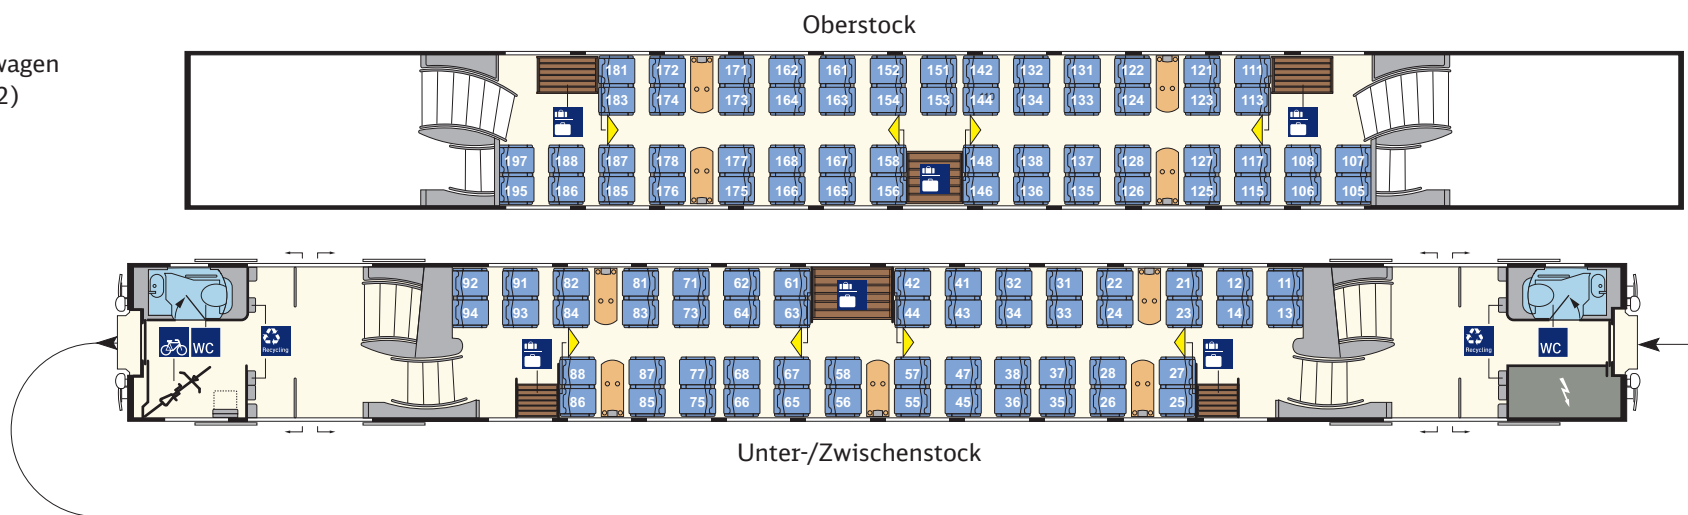 Oberstock
wagen
2)
181 172 171 162 161 152 151 142 132 131 122 121 111
183 174 173 164 163 154 153 144 134 133 124 123 113
197 188 187 178 177 168 167 158 148 138 137 128 127 117 108 107
195 186 185 176 175 166 165 156 146 136 135 126 125 115 106 105
92 91 82 81 71 62 61 42 41 32 31 22 21 12 11
94 93 84 83 73 64 63 44 43 34 33 24 23 14 13
WC Recycling Recycling WC
88 87 77 68 67 58 57 47 38 37 28 27
86 85 75 66 65 56 55 45 36 35 26 25
Unter-/Zwischenstock